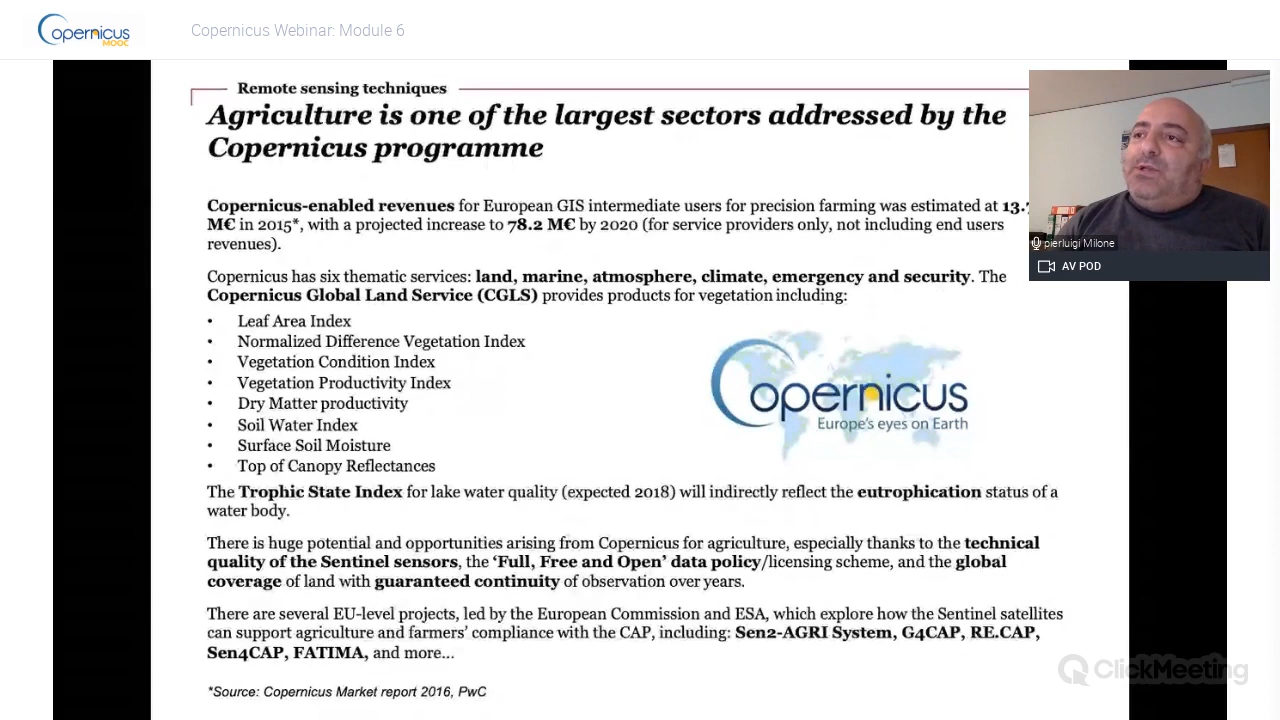 Copernicus
MOOC
Copernicus Webinar: Module 6
Remote sensing techniques
Agriculture is one of the largest sectors addressed by the
Copernicus programme
Copernicus-enabled revenues for European GIS intermediate users for precision farming was estimated at
M€ in 2015*, with a projected increase to 78.2 M€ by 2020 (for service providers only, not including end users
revenues).
Copernicus has six thematic services: land, marine, atmosphere, climate, emergency and security. The
Copernicus Global Land Service (CGLS) provides products for vegetation including:
• Leaf Area Index
• Normalized Difference Vegetation Index
• Vegetation Condition Index
• Vegetation Productivity Index
• Dry Matter productivity
• Soil Water Index
• Surface Soil Moisture
• Top of Canopy Reflectances
Copernicus
Europe's eyes on Earth
The Trophic State Index for lake water quality (expected 2018) will indirectly reflect the eutrophication status of a
water body.
There is huge potential and opportunities arising from Copernicus for agriculture, especially thanks to the technical
quality of the Sentinel sensors, the ‘Full, Free and Open’ data policy/licensing scheme, and the global
coverage of land with guaranteed continuity of observation over years.
There are several EU-level projects, led by the European Commission and ESA, which explore how the Sentinel satellites
can support agriculture and farmers’ compliance with the CAP, including: Sen2-AGRI System, G4CAP, RE.CAP,
Sen4CAP, FATIMA, and more...
*Source: Copernicus Market report 2016, PwC
pierluigi Milone
AV POD
ClickMeeting